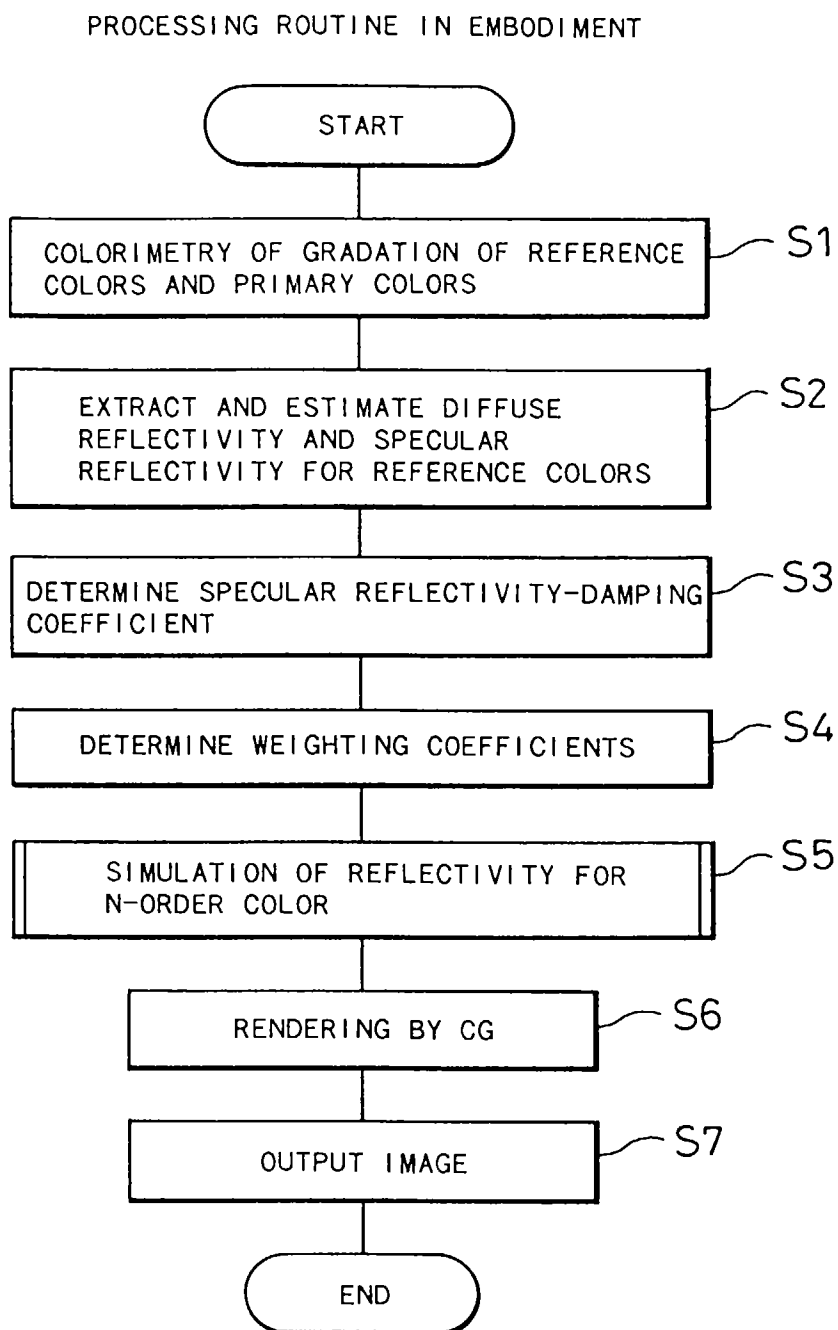 PROCESSING ROUTINE IN EMBODIMENT
START
COLORIMETRY OF GRADATION OF REFERENCE
COLORS AND PRIMARY COLORS
S1
EXTRACT AND ESTIMATE DIFFUSE
REFLECTIVITY AND SPECULAR
REFLECTIVITY FOR REFERENCE COLORS
S2
DETERMINE SPECULAR REFLECTIVITY-DAMPING
COEFFICIENT
S3
DETERMINE WEIGHTING COEFFICIENTS
S4
SIMULATION OF REFLECTIVITY FOR
N-ORDER COLOR
S5
RENDERING BY CG
S6
OUTPUT IMAGE
S7
END